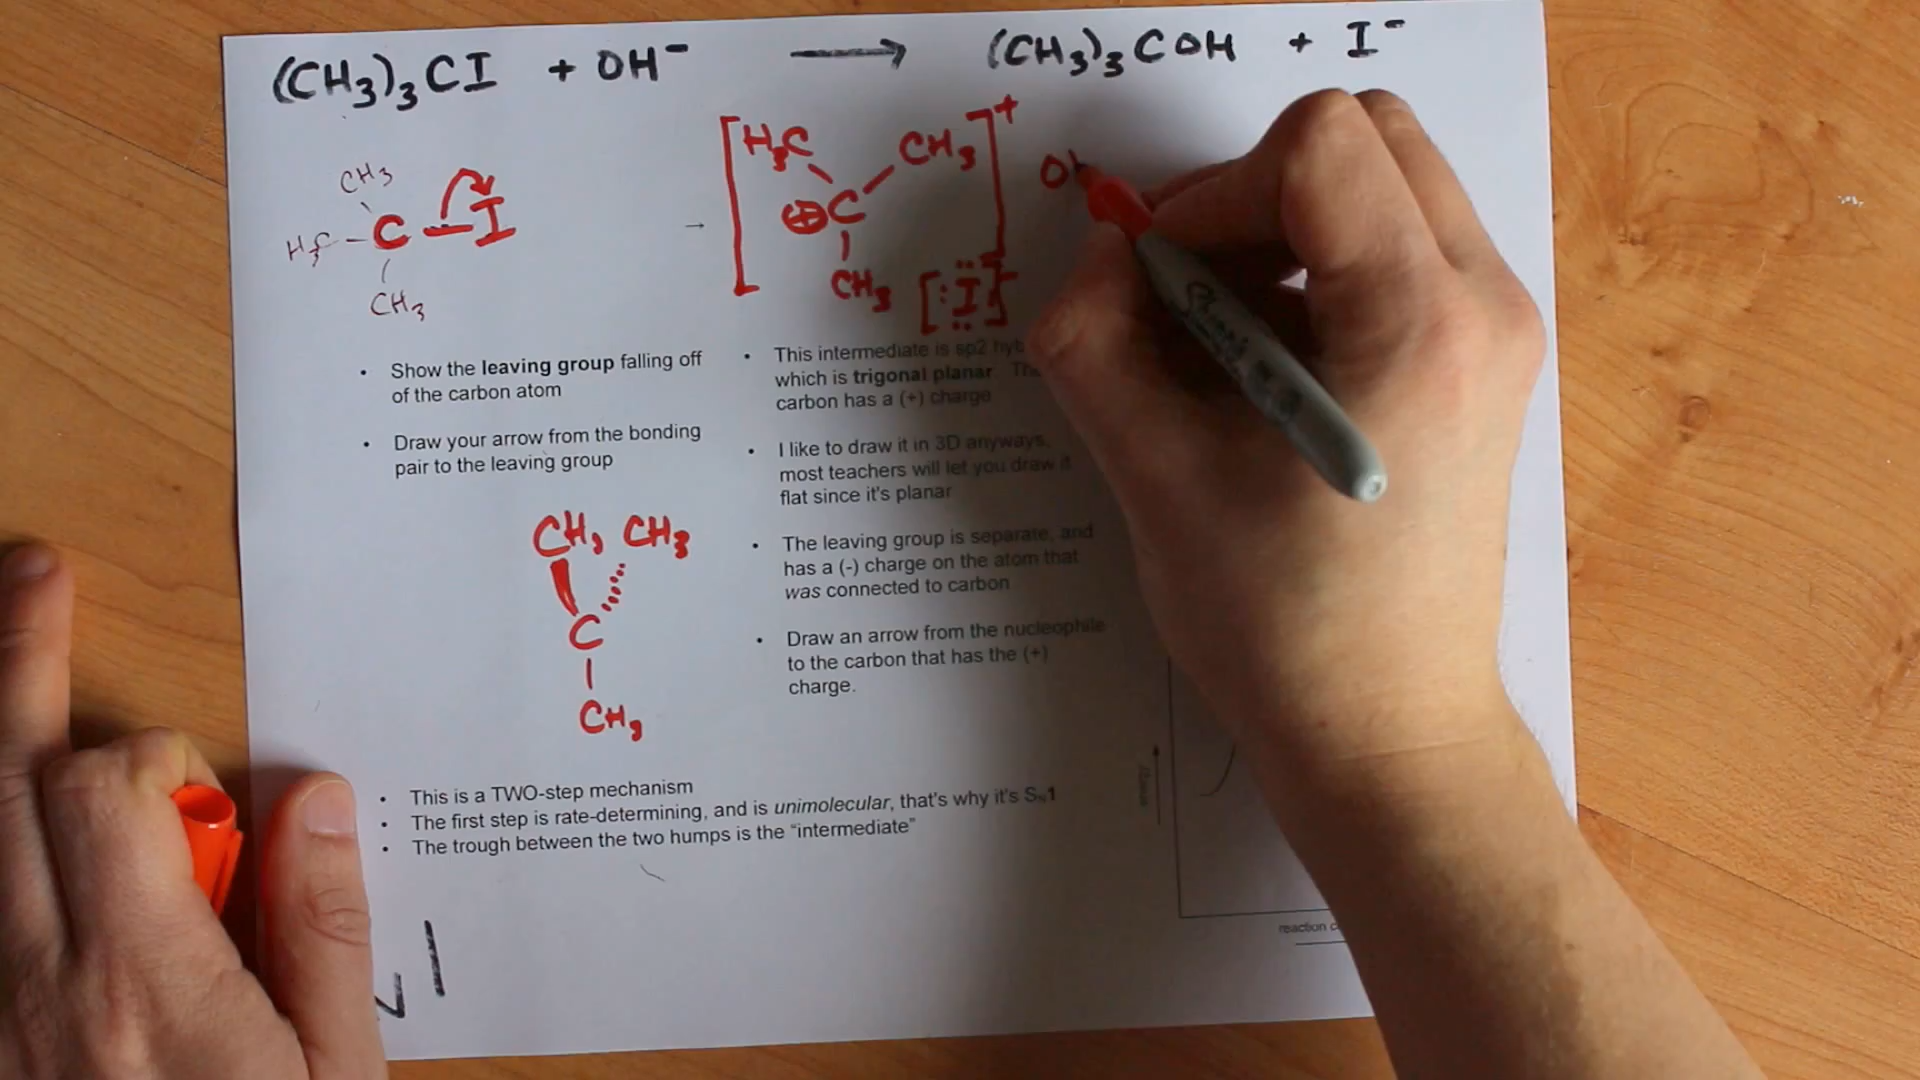 (CH3)3CI + OH⁻ → (CH3)3COH + I⁻
CH3
H3C - C - I
CH3
→
[H3C CH3]+
⊕C
CH3 [:I:]⁻
Show the leaving group falling off
of the carbon atom
Draw your arrow from the bonding
pair to the leaving group
CH3 CH3
C
CH3
This intermediate is sp2
which is trigonal planar
carbon has a (+) charge
I like to draw it in 3D anyways,
most teachers will let you draw it
flat since it's planar
The leaving group is separate, and
has a (-) charge on the atom that
was connected to carbon
Draw an arrow from the nucleophile
to the carbon that has the (+)
charge.
This is a TWO-step mechanism
The first step is rate-determining, and is unimolecular, that's why it's SN1
The trough between the two humps is the “intermediate”
reaction